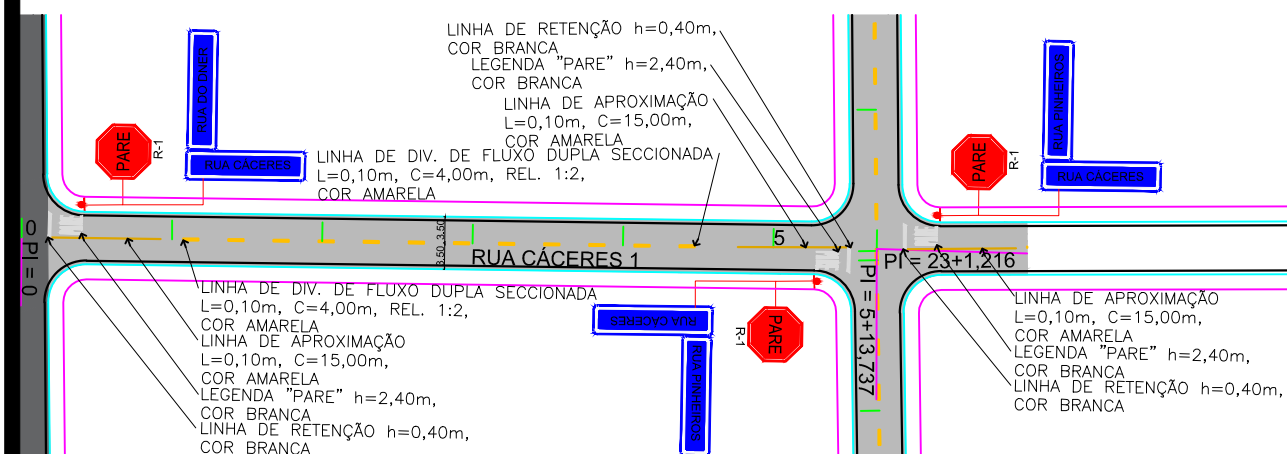 LINHA DE RETENÇÃO h=0,40m,
COR BRANCA
LEGENDA "PARE" h=2,40m,
COR BRANCA
LINHA DE APROXIMAÇÃO
L=0,10m, C=15,00m,
COR AMARELA
LINHA DE DIV. DE FLUXO DUPLA SECCIONADA
L=0,10m, C=4,00m, REL. 1:2,
COR AMARELA
PARE
R-1
RUA DO DNER
RUA CÁCERES
PARE
R-1
RUA PINHEIROS
RUA CÁCERES
0
PI = 0
3.50
3.50
RUA CÁCERES 1
5
PI = 5+13,737
PI = 23+1,216
LINHA DE DIV. DE FLUXO DUPLA SECCIONADA
L=0,10m, C=4,00m, REL. 1:2,
COR AMARELA
LINHA DE APROXIMAÇÃO
L=0,10m, C=15,00m,
COR AMARELA
LEGENDA "PARE" h=2,40m,
COR BRANCA
LINHA DE RETENÇÃO h=0,40m,
COR BRANCA
RUA CÁCERES
RUA PINHEIROS
PARE
R-1
LINHA DE APROXIMAÇÃO
L=0,10m, C=15,00m,
COR AMARELA
LEGENDA "PARE" h=2,40m,
COR BRANCA
LINHA DE RETENÇÃO h=0,40m,
COR BRANCA